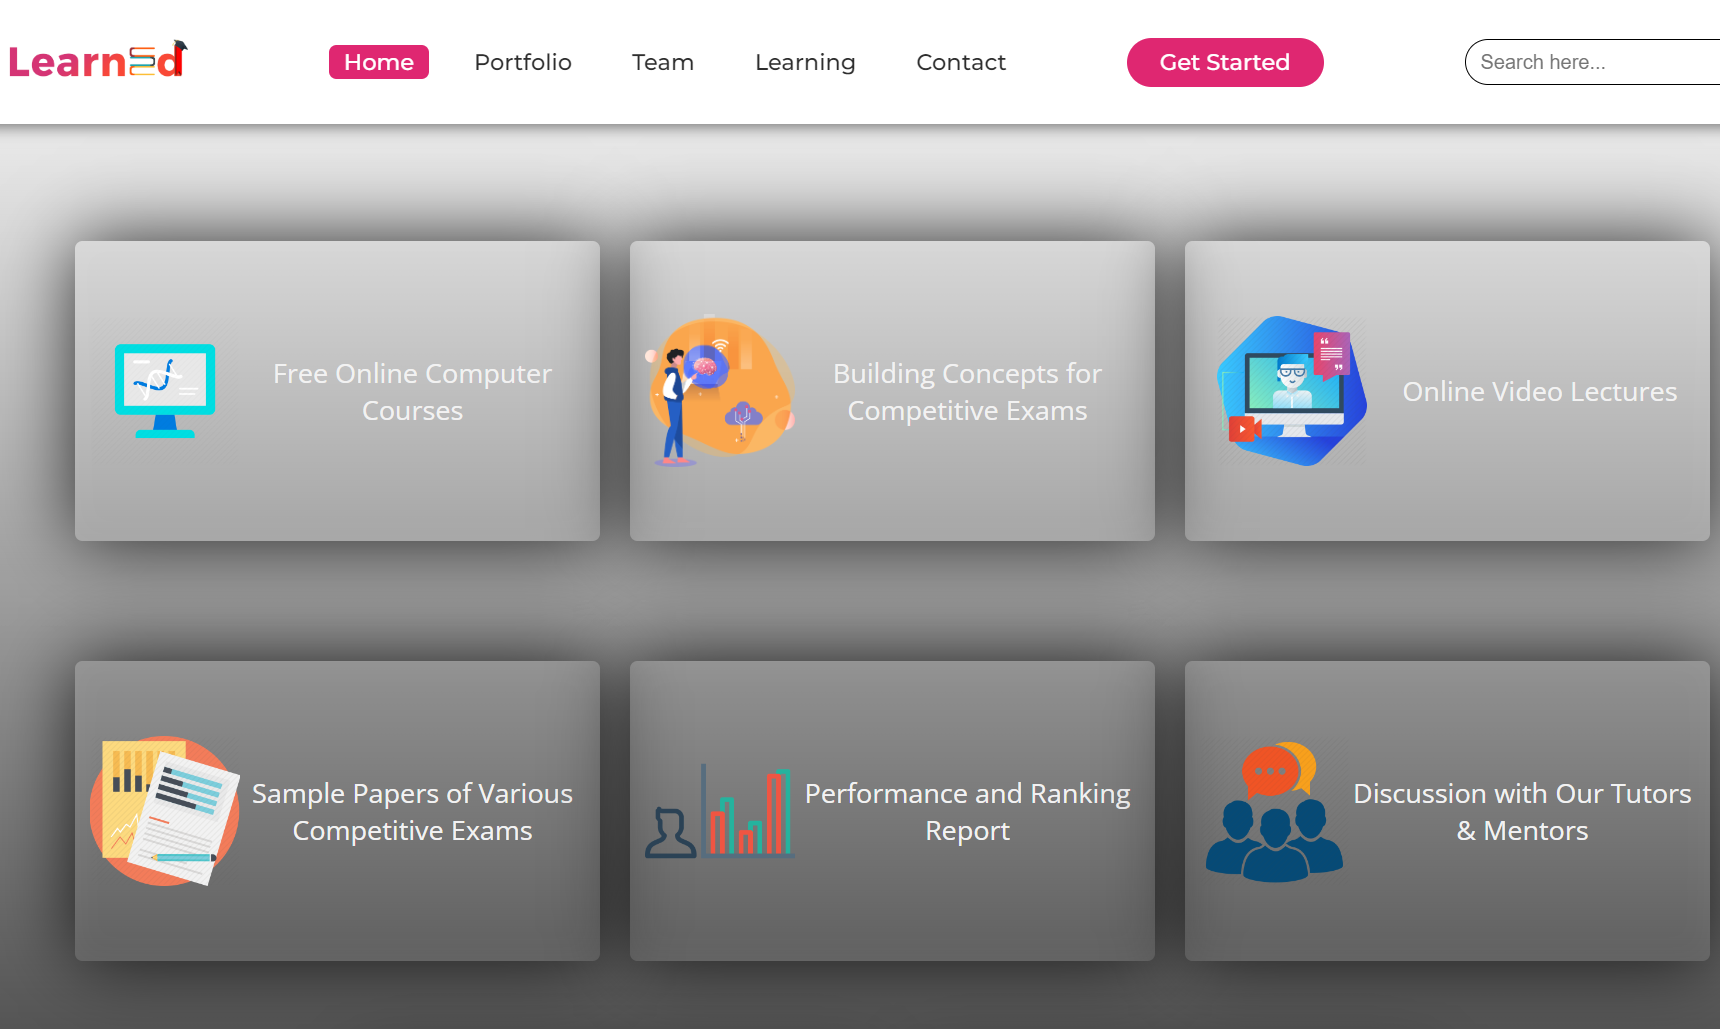 LearnEd
Home
Portfolio
Team
Learning
Contact
Get Started
Search here...
Free Online Computer
Courses
Building Concepts for
Competitive Exams
Online Video Lectures
Sample Papers of Various
Competitive Exams
Performance and Ranking
Report
Discussion with Our Tutors
& Mentors